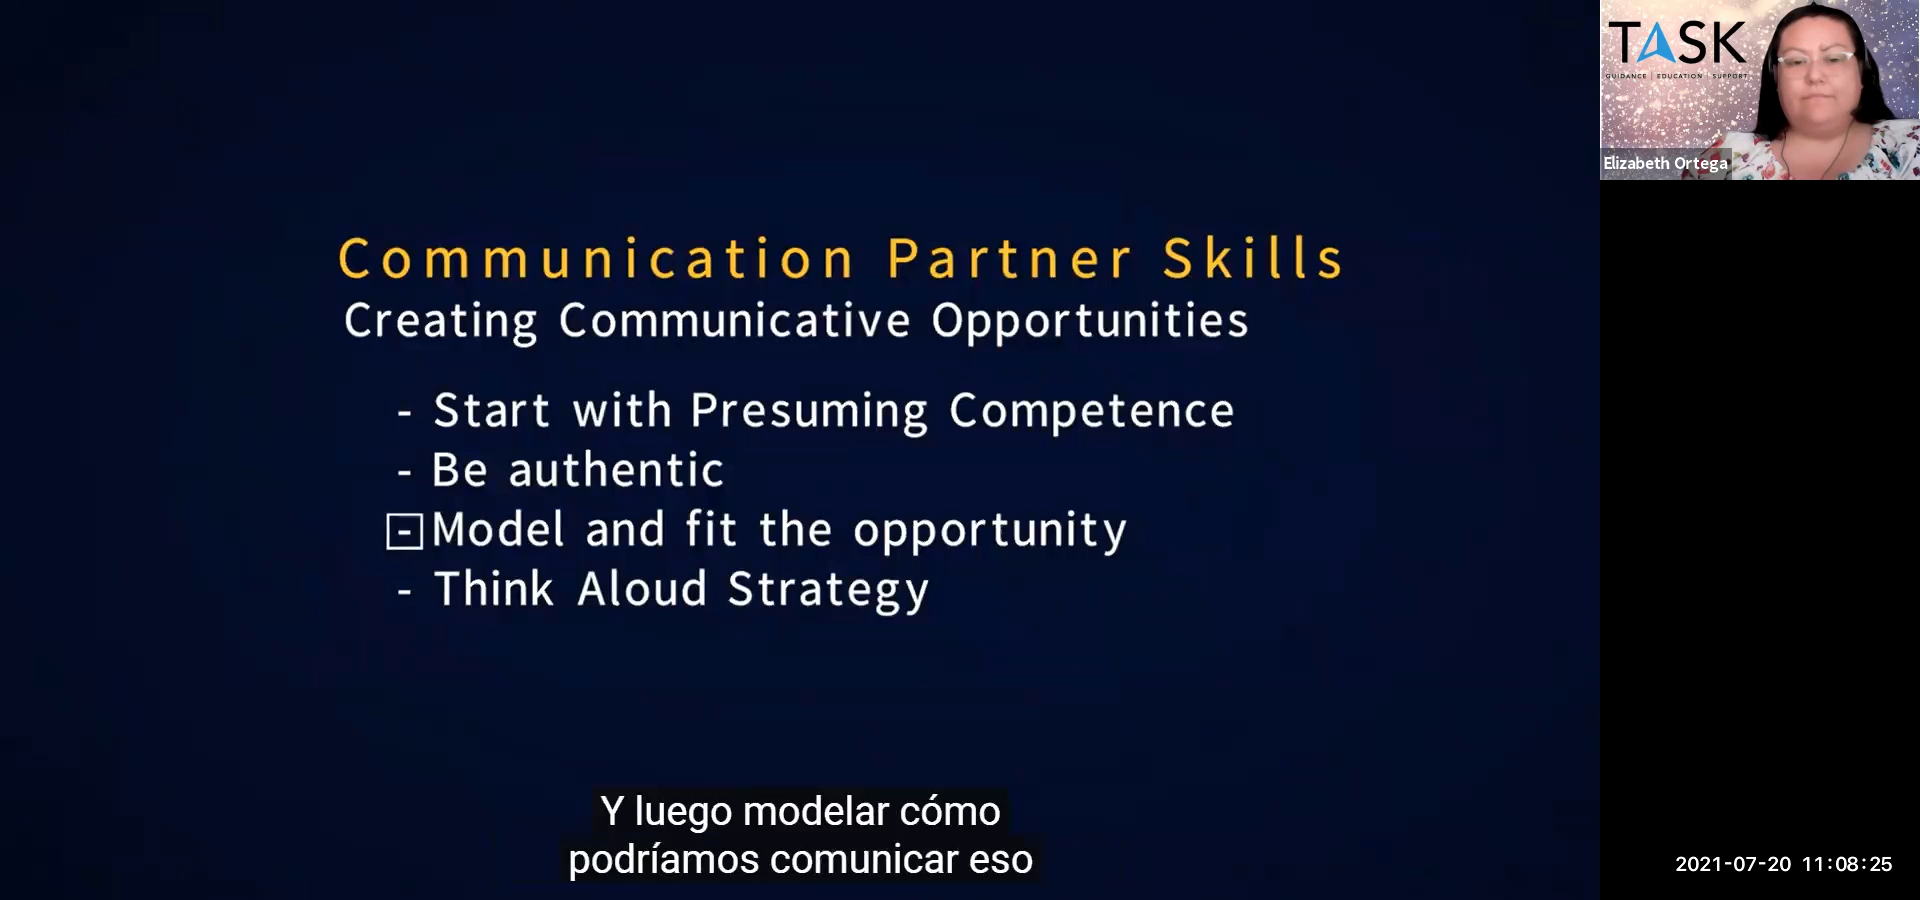 Communication Partner Skills
Creating Communicative Opportunities
- Start with Presuming Competence
- Be authentic
- Model and fit the opportunity
- Think Aloud Strategy
Y luego modelar cómo
podríamos comunicar eso
TASK
GUIDANCE | EDUCATION | SUPPORT
Elizabeth Ortega
2021-07-20 11:08:25